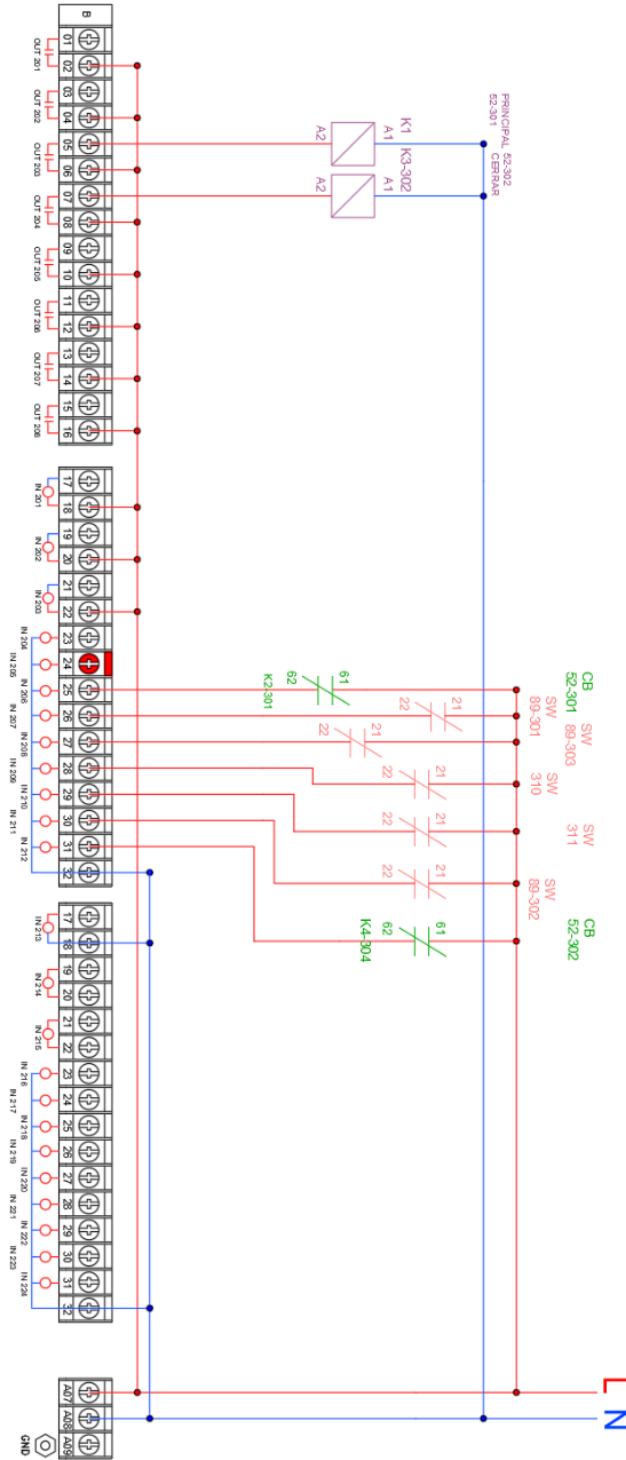 B
01
02
03
04
05
06
07
08
09
10
11
12
13
14
15
16
OUT 201
OUT 202
OUT 203
OUT 204
OUT 205
OUT 206
OUT 207
OUT 208
PRINCIPAL 52-302
52-301 CERRAR
K1
A1
A2
K3-302
A1
A2
17
18
19
20
21
22
23
24
25
26
27
28
29
30
31
32
IN 201
IN 202
IN 203
IN 204
IN 205
IN 206
IN 207
IN 208
IN 209
IN 210
IN 211
IN 212
CB
52-301
61
62
K2-301
SW
89-301
21
22
SW
89-303
21
22
SW
310
21
22
SW
311
21
22
SW
89-302
21
22
CB
52-302
61
62
K4-304
17
18
19
20
21
22
23
24
25
26
27
28
29
30
31
32
IN 213
IN 214
IN 215
IN 216
IN 217
IN 218
IN 219
IN 220
IN 221
IN 222
IN 223
IN 224
L
N
A07
A08
A09
GND